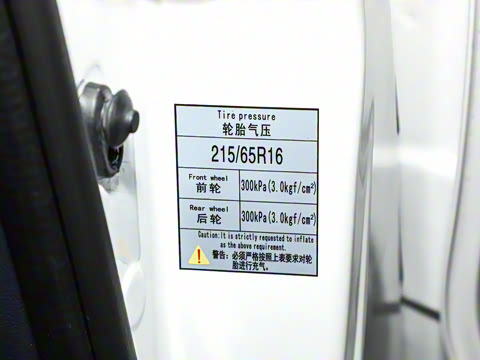 Tire pressure
轮胎气压
215/65R16
Front wheel
前轮
300kPa(3.0kgf/cm²)
Rear wheel
后轮
300kPa(3.0kgf/cm²)
Caution:It is strictly requested to inflate
as the above requirement.
警告：必须严格按照上表要求对轮
胎进行充气。